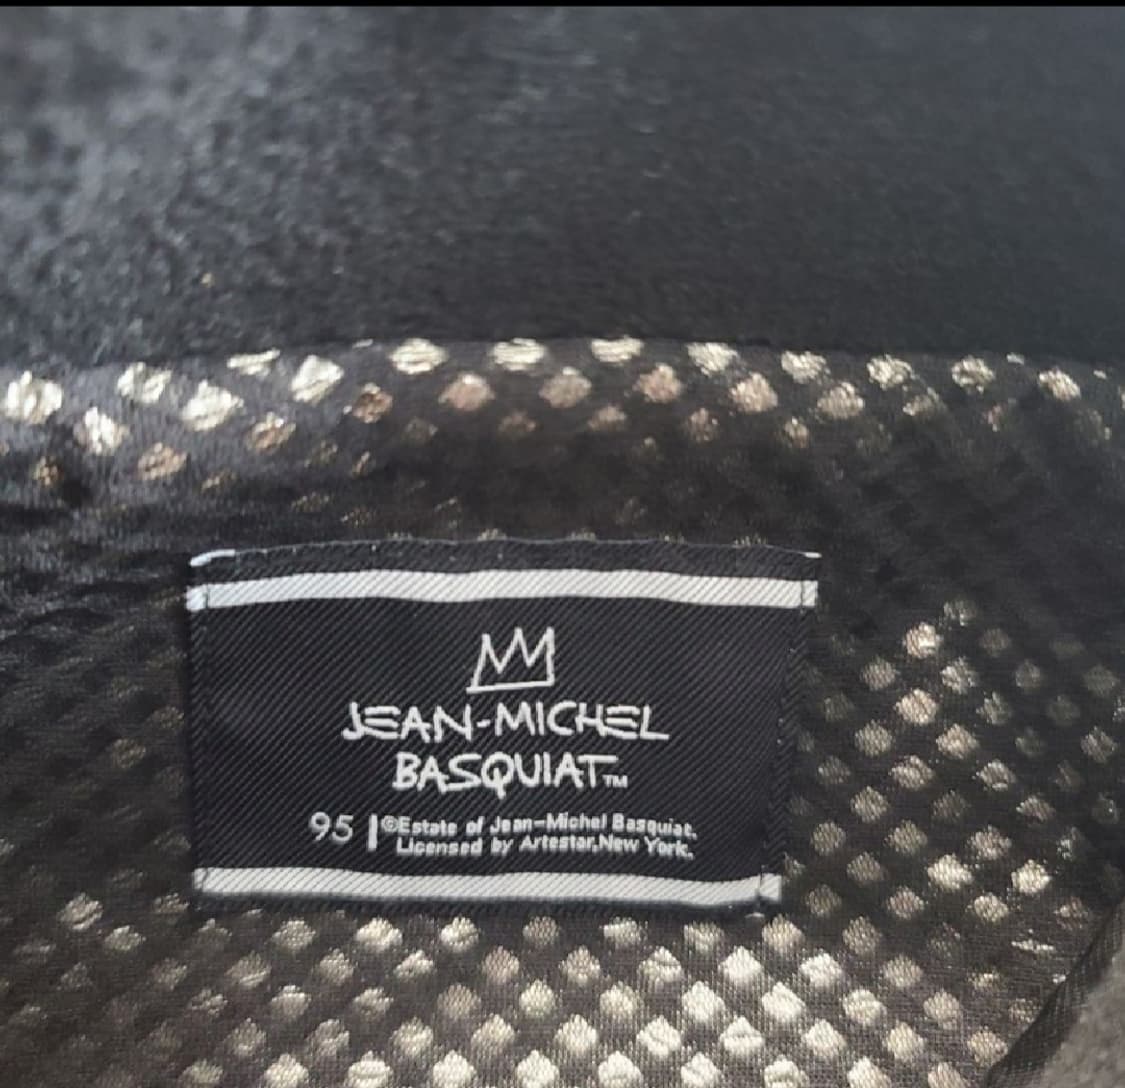 JEAN-MICHEL
BASQUIAT™
95 | ©Estate of Jean-Michel Basquiat.
Licensed by Artestar,New York.